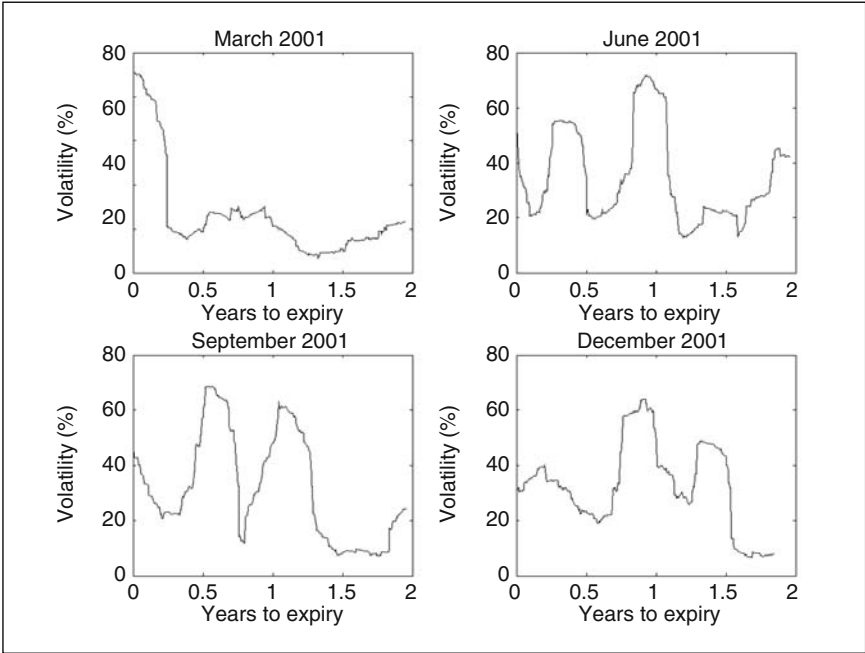 March 2001
80
60
40
20
0
Volatility (%)
0 0.5 1 1.5 2
Years to expiry
June 2001
80
60
40
20
0
Volatility (%)
0 0.5 1 1.5 2
Years to expiry
September 2001
80
60
40
20
0
Volatility (%)
0 0.5 1 1.5 2
Years to expiry
December 2001
80
60
40
20
0
Volatility (%)
0 0.5 1 1.5 2
Years to expiry